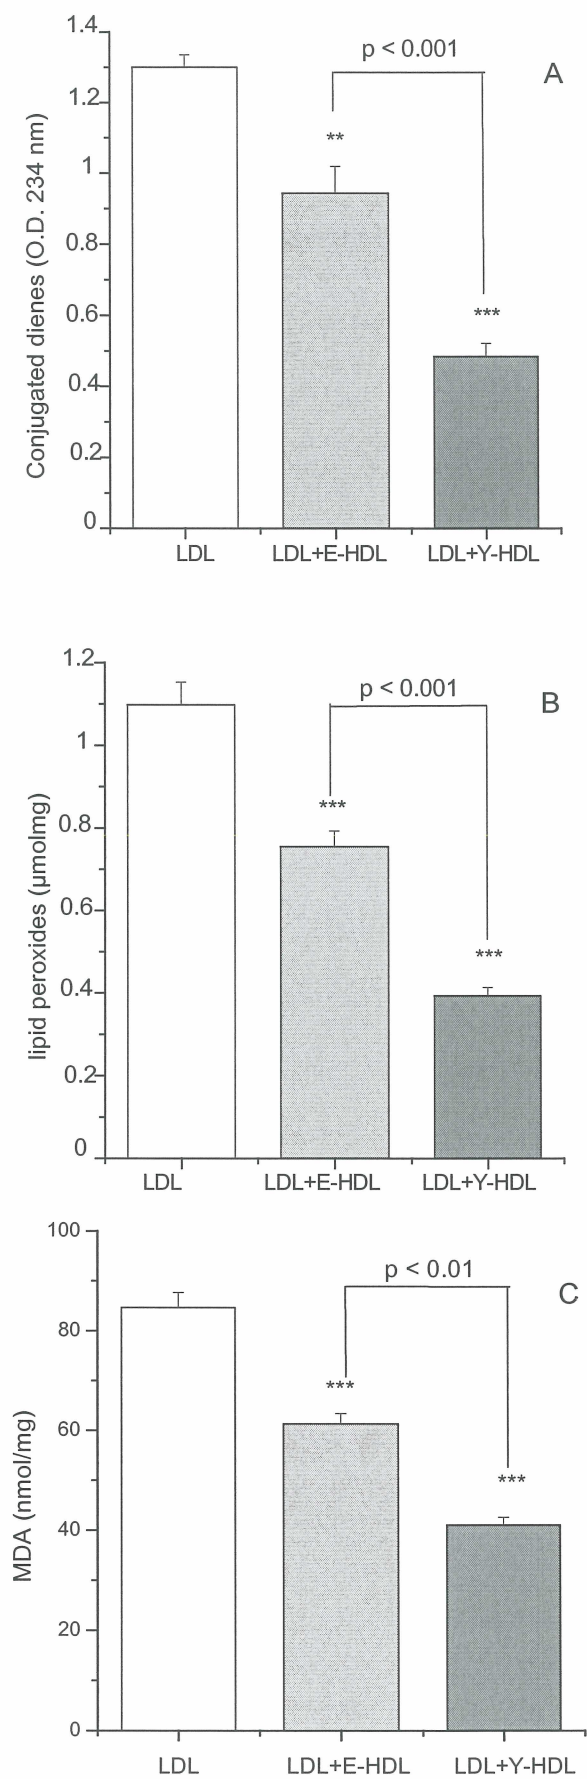 1.4
p < 0.001
A
1.2
**
1
0.8
0.6
***
0.4
0.2
0
Conjugated dienes (O.D. 234 nm)
LDL LDL+E-HDL LDL+Y-HDL
1.2
p < 0.001
B
1
***
0.8
0.6
***
0.4
0.2
0
lipid peroxides (µmolmg)
LDL LDL+E-HDL LDL+Y-HDL
100
p < 0.01
C
80
***
60
***
40
20
0
MDA (nmol/mg)
LDL LDL+E-HDL LDL+Y-HDL